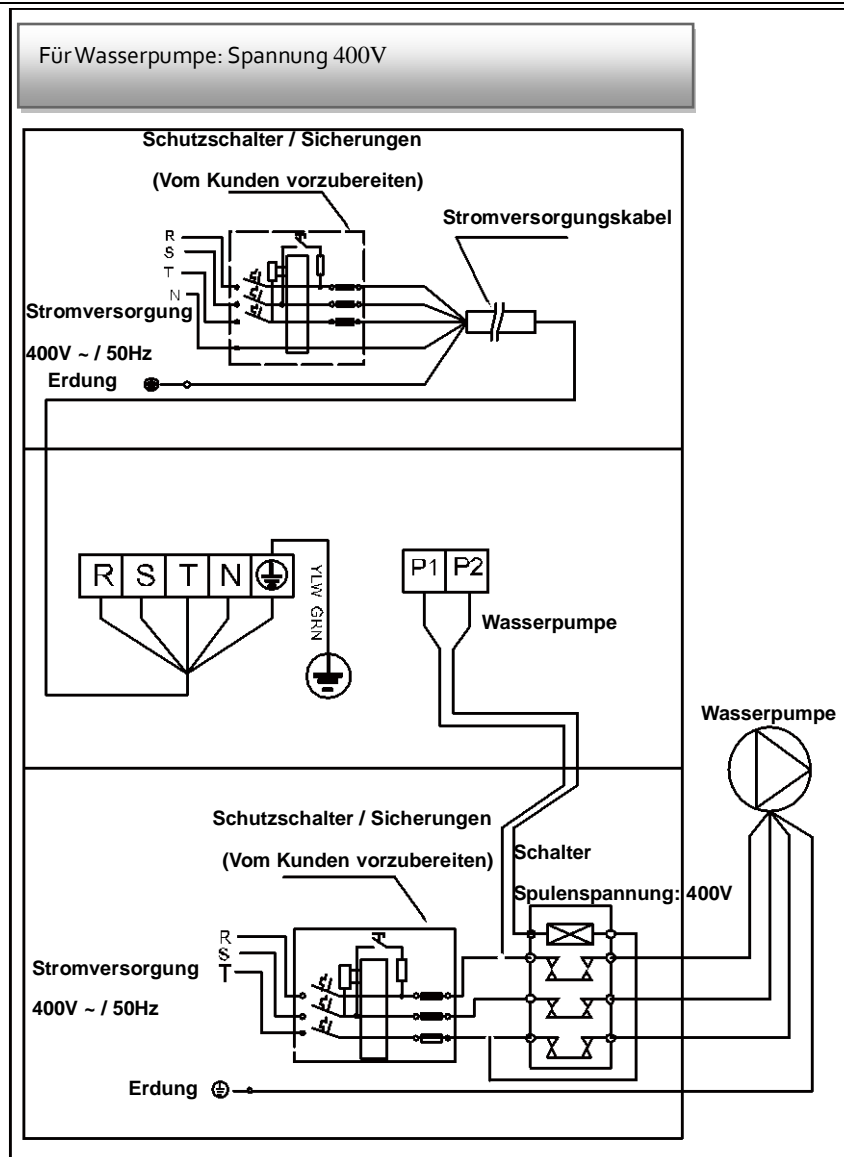 Für Wasserpumpe: Spannung 400V
Schutzschalter / Sicherungen
(Vom Kunden vorzubereiten)
Stromversorgungskabel
R
S
T
N
Stromversorgung
400V ~ / 50Hz
Erdung
R S T N
YLW GRN
P1 P2
Wasserpumpe
Wasserpumpe
Schutzschalter / Sicherungen
(Vom Kunden vorzubereiten)
Schalter
Spulenspannung: 400V
R
S
T
Stromversorgung
400V ~ / 50Hz
Erdung